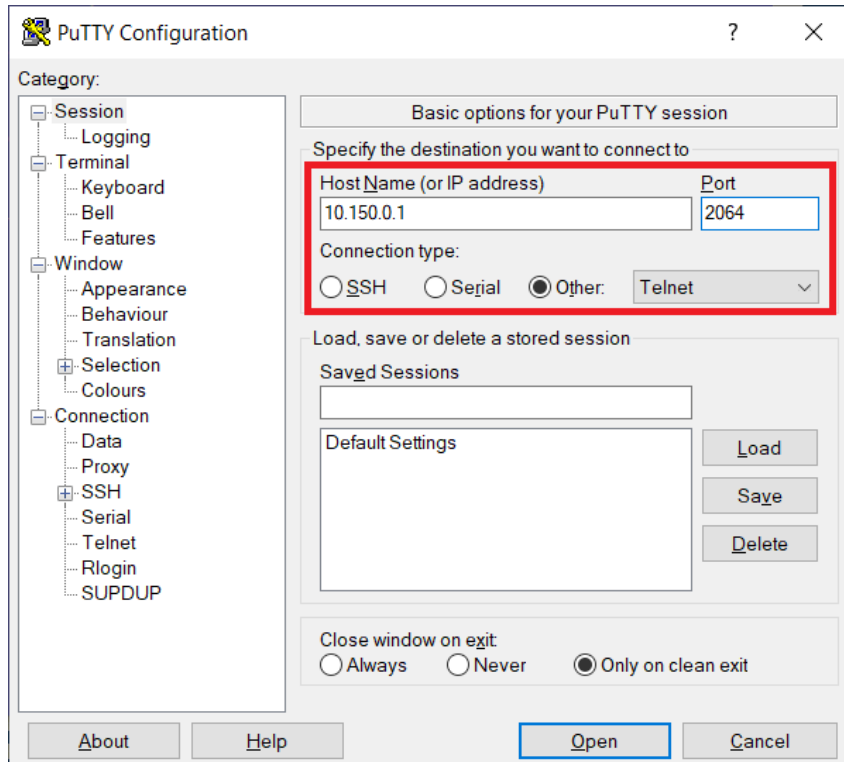 PuTTY Configuration
?
Category:
Session
Logging
Terminal
Keyboard
Bell
Features
Window
Appearance
Behaviour
Translation
Selection
Colours
Connection
Data
Proxy
SSH
Serial
Telnet
Rlogin
SUPDUP
Basic options for your PuTTY session
Specify the destination you want to connect to
Host Name (or IP address) Port
10.150.0.1 2064
Connection type:
SSH Serial Other: Telnet
Load, save or delete a stored session
Saved Sessions
Default Settings
Load
Save
Delete
Close window on exit:
Always Never Only on clean exit
About Help Open Cancel